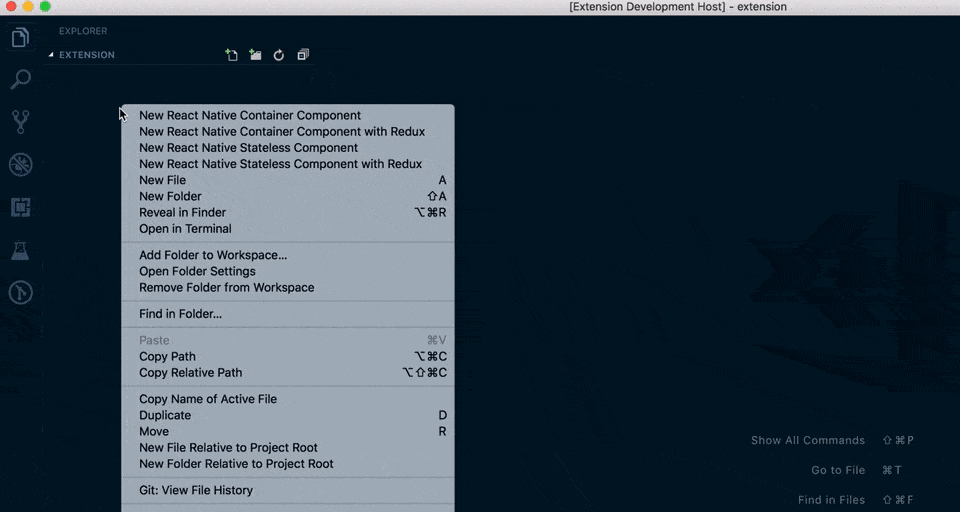 [Extension Development Host] - extension
EXPLORER
EXTENSION
New React Native Container Component
New React Native Container Component with Redux
New React Native Stateless Component
New React Native Stateless Component with Redux
New File A
New Folder ⇧A
Reveal in Finder ⌥⌘R
Open in Terminal
Add Folder to Workspace...
Open Folder Settings
Remove Folder from Workspace
Find in Folder...
Paste ⌘V
Copy Path ⌥⌘C
Copy Relative Path ⌥⇧⌘C
Copy Name of Active File
Duplicate D
Move R
New File Relative to Project Root
New Folder Relative to Project Root
Git: View File History
Show All Commands ⇧⌘P
Go to File ⌘T
Find in Files ⇧⌘F